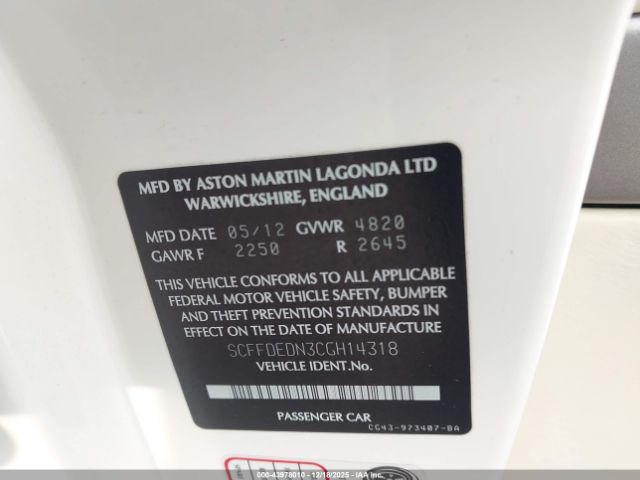 MFD BY ASTON MARTIN LAGONDA LTD
WARWICKSHIRE, ENGLAND
MFD DATE 05/12 GVWR 4820
GAWR F 2250 R 2645
THIS VEHICLE CONFORMS TO ALL APPLICABLE
FEDERAL MOTOR VEHICLE SAFETY, BUMPER
AND THEFT PREVENTION STANDARDS IN
EFFECT ON THE DATE OF MANUFACTURE
SCFFDEDN3CGH14318
VEHICLE IDENT.No.
PASSENGER CAR
CG43-973407-BA
000-43978010 - 12/18/2025 - IAAI.com